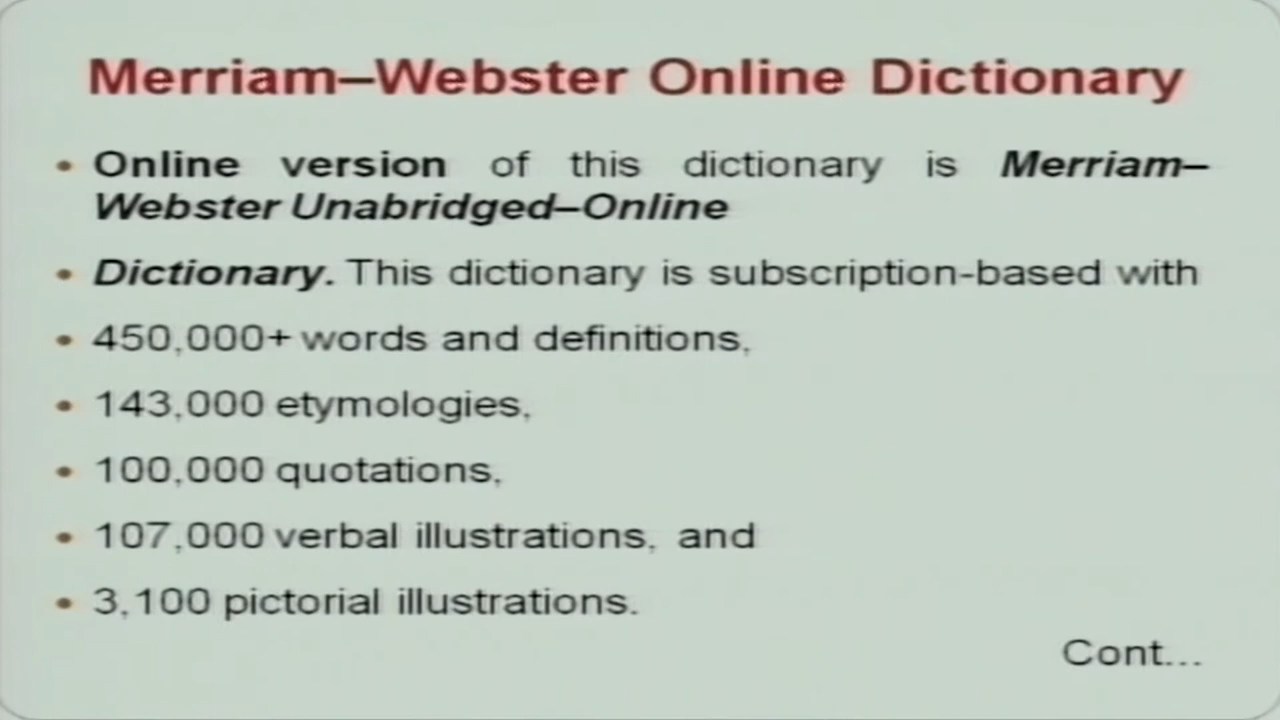 Merriam–Webster Online Dictionary
• Online version of this dictionary is Merriam–
Webster Unabridged–Online
• Dictionary. This dictionary is subscription-based with
• 450,000+ words and definitions,
• 143,000 etymologies,
• 100,000 quotations,
• 107,000 verbal illustrations, and
• 3,100 pictorial illustrations.
Cont...